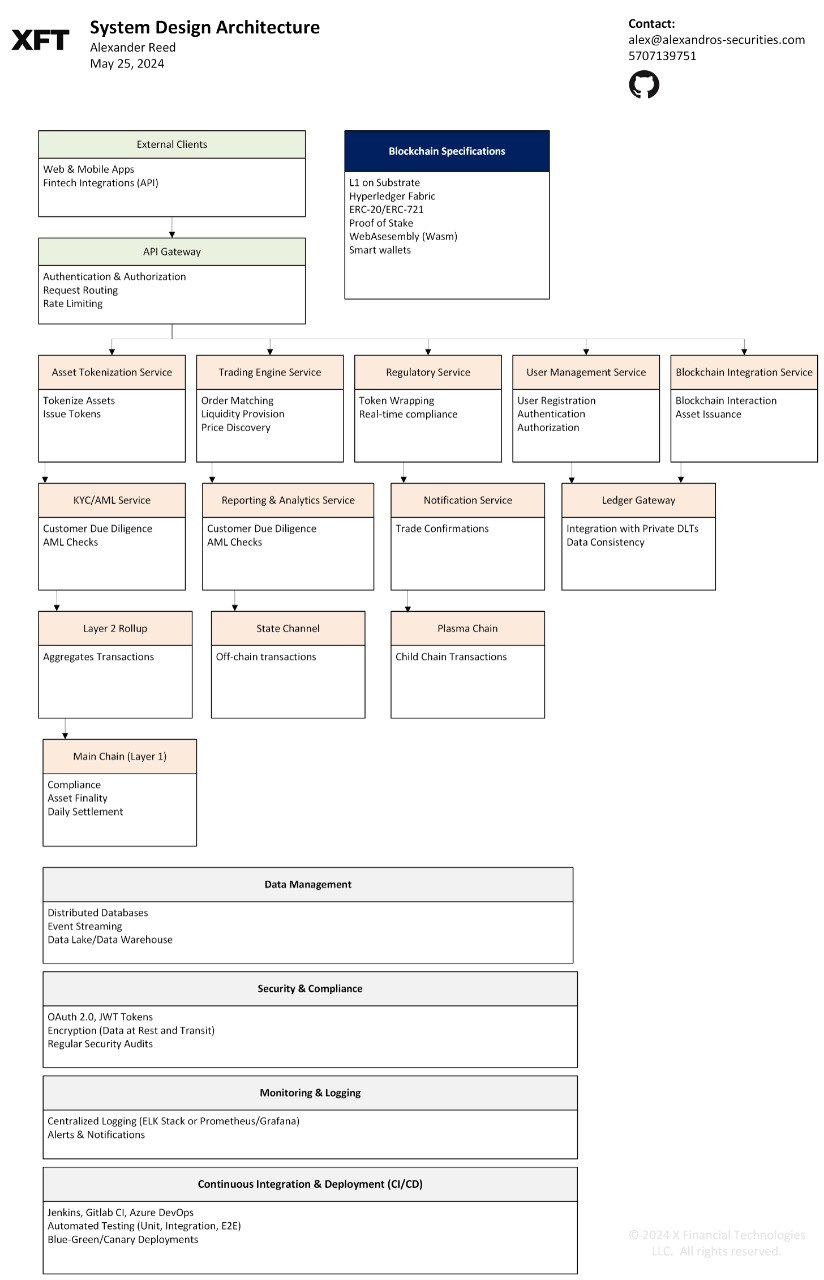 XFT
System Design Architecture
Alexander Reed
May 25, 2024
Contact:
alex@alexandros-securities.com
5707139751
External Clients
Web & Mobile Apps
Fintech Integrations (API)
Blockchain Specifications
L1 on Substrate
Hyperledger Fabric
ERC-20/ERC-721
Proof of Stake
WebAsesembly (Wasm)
Smart wallets
API Gateway
Authentication & Authorization
Request Routing
Rate Limiting
Asset Tokenization Service
Tokenize Assets
Issue Tokens
Trading Engine Service
Order Matching
Liquidity Provision
Price Discovery
Regulatory Service
Token Wrapping
Real-time compliance
User Management Service
User Registration
Authentication
Authorization
Blockchain Integration Service
Blockchain Interaction
Asset Issuance
KYC/AML Service
Customer Due Diligence
AML Checks
Reporting & Analytics Service
Customer Due Diligence
AML Checks
Notification Service
Trade Confirmations
Ledger Gateway
Integration with Private DLTs
Data Consistency
Layer 2 Rollup
Aggregates Transactions
State Channel
Off-chain transactions
Plasma Chain
Child Chain Transactions
Main Chain (Layer 1)
Compliance
Asset Finality
Daily Settlement
Data Management
Distributed Databases
Event Streaming
Data Lake/Data Warehouse
Security & Compliance
OAuth 2.0, JWT Tokens
Encryption (Data at Rest and Transit)
Regular Security Audits
Monitoring & Logging
Centralized Logging (ELK Stack or Prometheus/Grafana)
Alerts & Notifications
Continuous Integration & Deployment (CI/CD)
Jenkins, Gitlab CI, Azure DevOps
Automated Testing (Unit, Integration, E2E)
Blue-Green/Canary Deployments
© 2024 X Financial Technologies
LLC. All rights reserved.